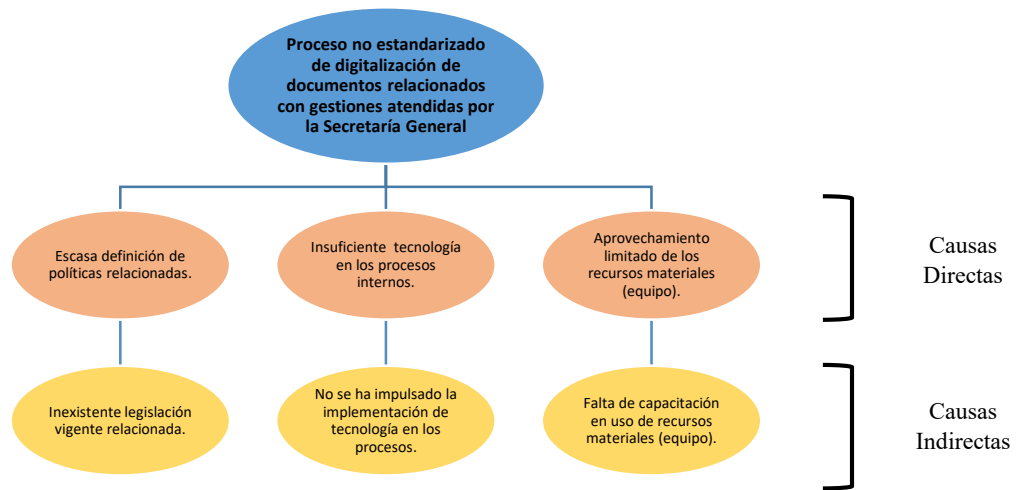 Proceso no estandarizado
de digitalización de
documentos relacionados
con gestiones atendidas por
la Secretaría General
Escasa definición de
políticas relacionadas.
Insuficiente tecnología
en los procesos
internos.
Aprovechamiento
limitado de los
recursos materiales
(equipo).
Causas
Directas
Inexistente legislación
vigente relacionada.
No se ha impulsado la
implementación de
tecnología en los
procesos.
Falta de capacitación
en uso de recursos
materiales (equipo).
Causas
Indirectas